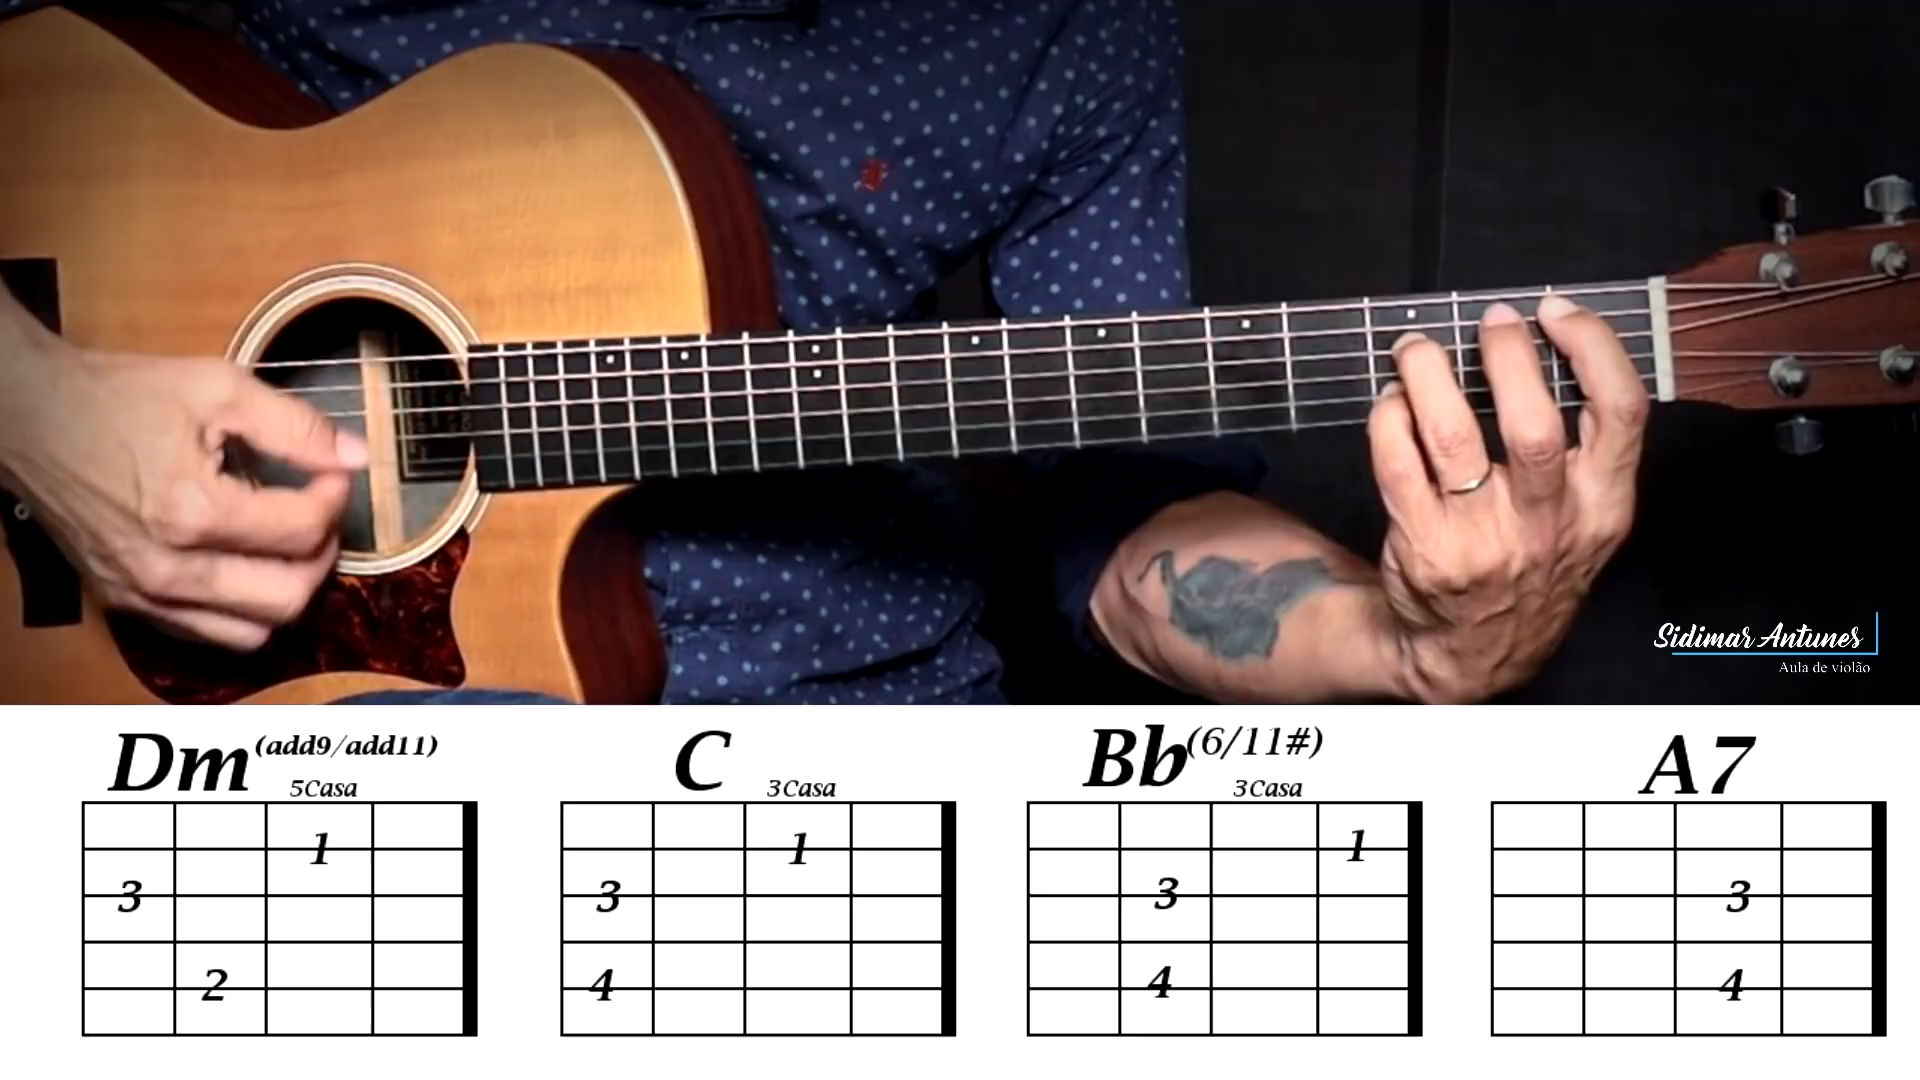 Sidimar Antunes
Aula de violão
Dm(add9/add11)
5Casa
1
3
2
C
3Casa
1
3
4
Bb(6/11#)
3Casa
1
3
4
A7
3
4